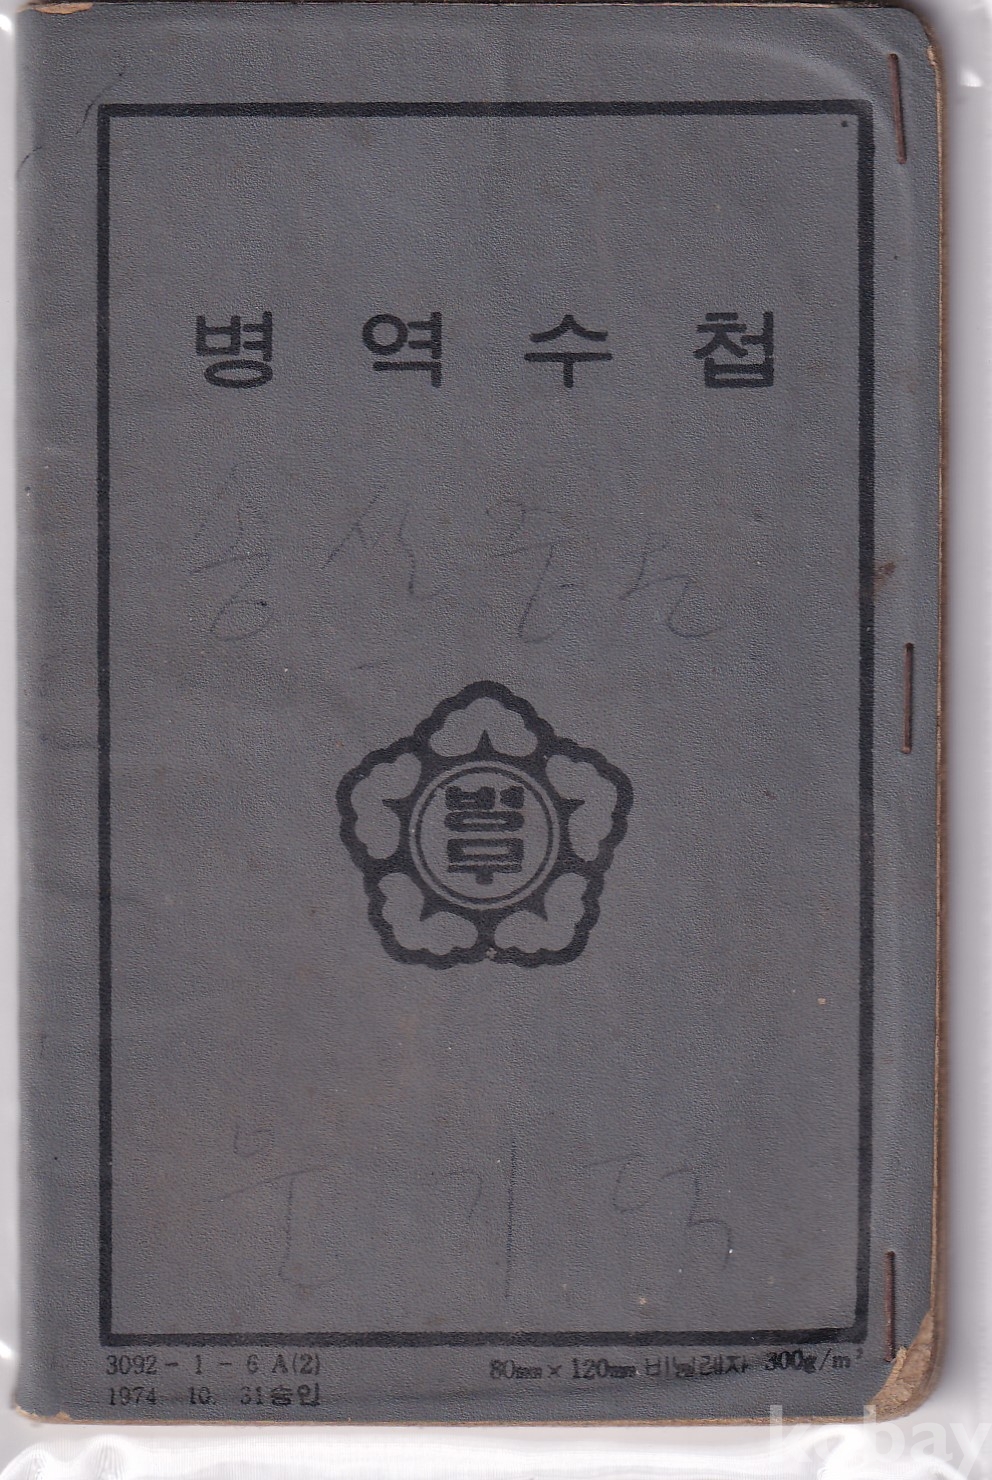 병역수첩
병무
3092 - 1 - 6 A(2)
80mm × 120mm 비닐레자 300g/m²
1974 10. 31승인
kobay